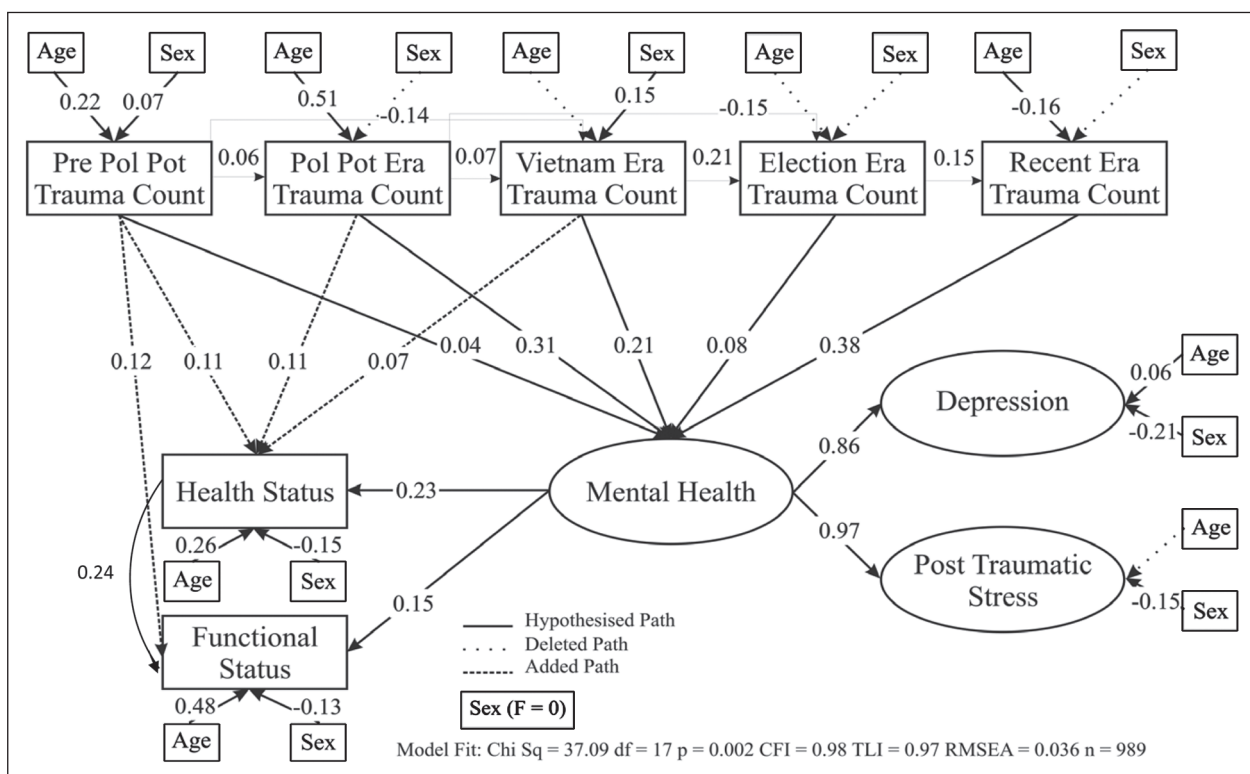 Age Sex Age Sex Age Sex Age Sex Age Sex
0.22 0.07 0.51 0.15 -0.16
-0.14 -0.15
Pre Pol Pot
Trauma Count
0.06
Pol Pot Era
Trauma Count
0.07
Vietnam Era
Trauma Count
0.21
Election Era
Trauma Count
0.15
Recent Era
Trauma Count
0.12 0.11 0.11 0.07 0.04 0.31 0.21 0.08 0.38
Depression
0.06
Age
-0.21
Sex
0.86
Health Status
0.23
Mental Health
0.97
Post Traumatic
Stress
Age
-0.15
Sex
0.26 -0.15
Age Sex
0.24
0.15
Functional
Status
0.48 -0.13
Age Sex
Hypothesised Path
Deleted Path
Added Path
Sex (F = 0)
Model Fit: Chi Sq = 37.09 df = 17 p = 0.002 CFI = 0.98 TLI = 0.97 RMSEA = 0.036 n = 989